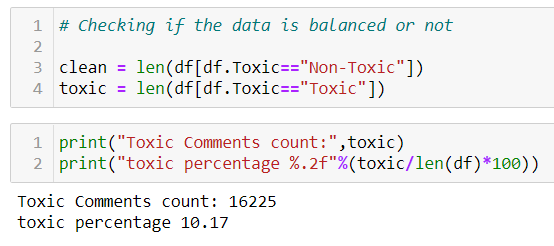 1 # Checking if the data is balanced or not
2
3 clean = len(df[df.Toxic=="Non-Toxic"])
4 toxic = len(df[df.Toxic=="Toxic"])
1 print("Toxic Comments count:",toxic)
2 print("toxic percentage %.2f"%(toxic/len(df)*100))
Toxic Comments count: 16225
toxic percentage 10.17